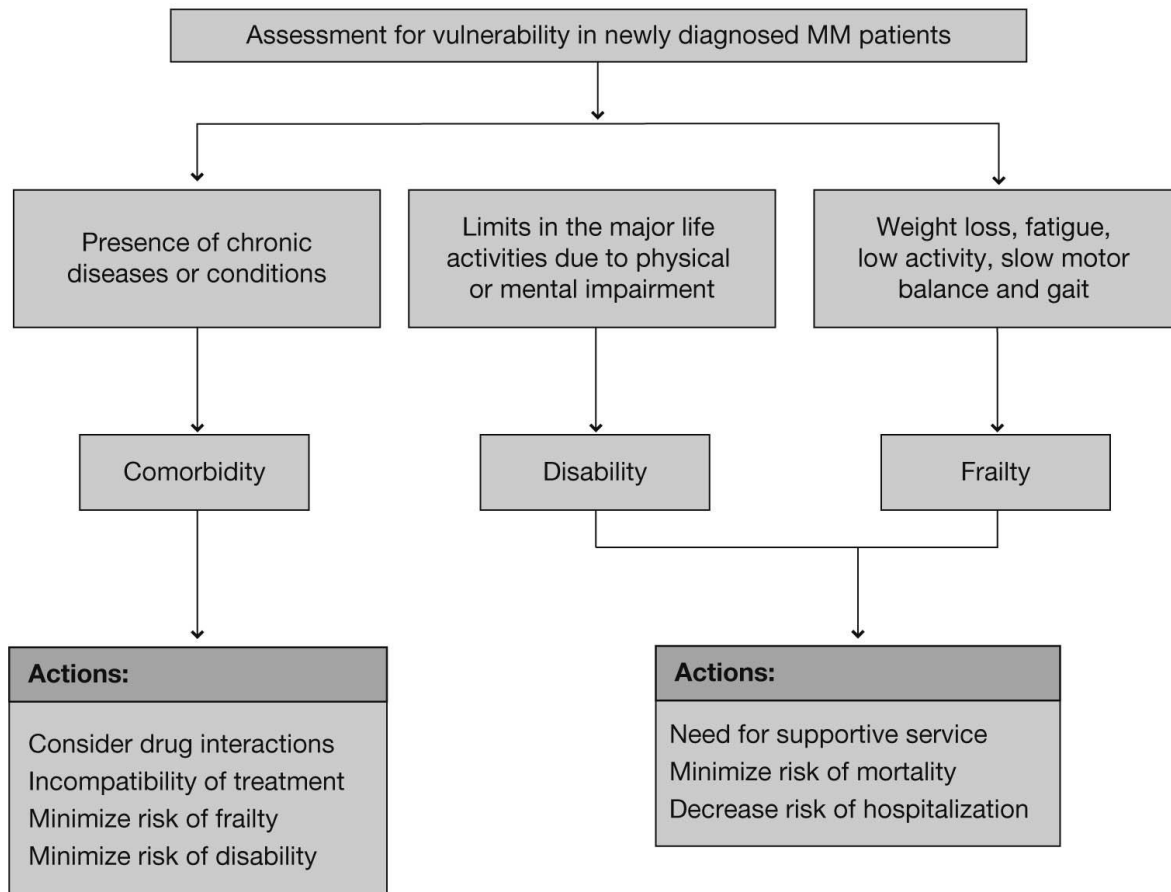 Assessment for vulnerability in newly diagnosed MM patients
Presence of chronic
diseases or conditions
Limits in the major life
activities due to physical
or mental impairment
Weight loss, fatigue,
low activity, slow motor
balance and gait
Comorbidity
Disability
Frailty
Actions:
Consider drug interactions
Incompatibility of treatment
Minimize risk of frailty
Minimize risk of disability
Actions:
Need for supportive service
Minimize risk of mortality
Decrease risk of hospitalization